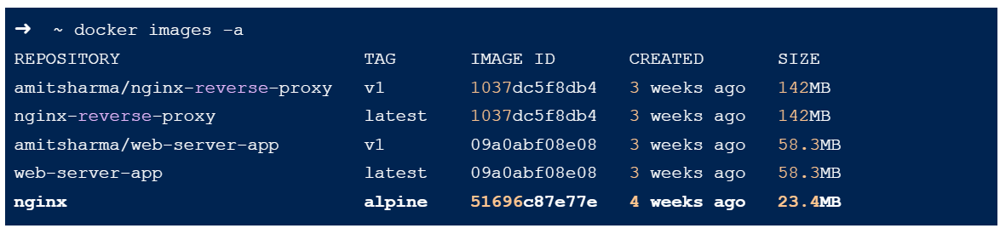 ➜ ~ docker images -a
REPOSITORY TAG IMAGE ID CREATED SIZE
amitsharma/nginx-reverse-proxy v1 1037dc5f8db4 3 weeks ago 142MB
nginx-reverse-proxy latest 1037dc5f8db4 3 weeks ago 142MB
amitsharma/web-server-app v1 09a0abf08e08 3 weeks ago 58.3MB
web-server-app latest 09a0abf08e08 3 weeks ago 58.3MB
nginx alpine 51696c87e77e 4 weeks ago 23.4MB